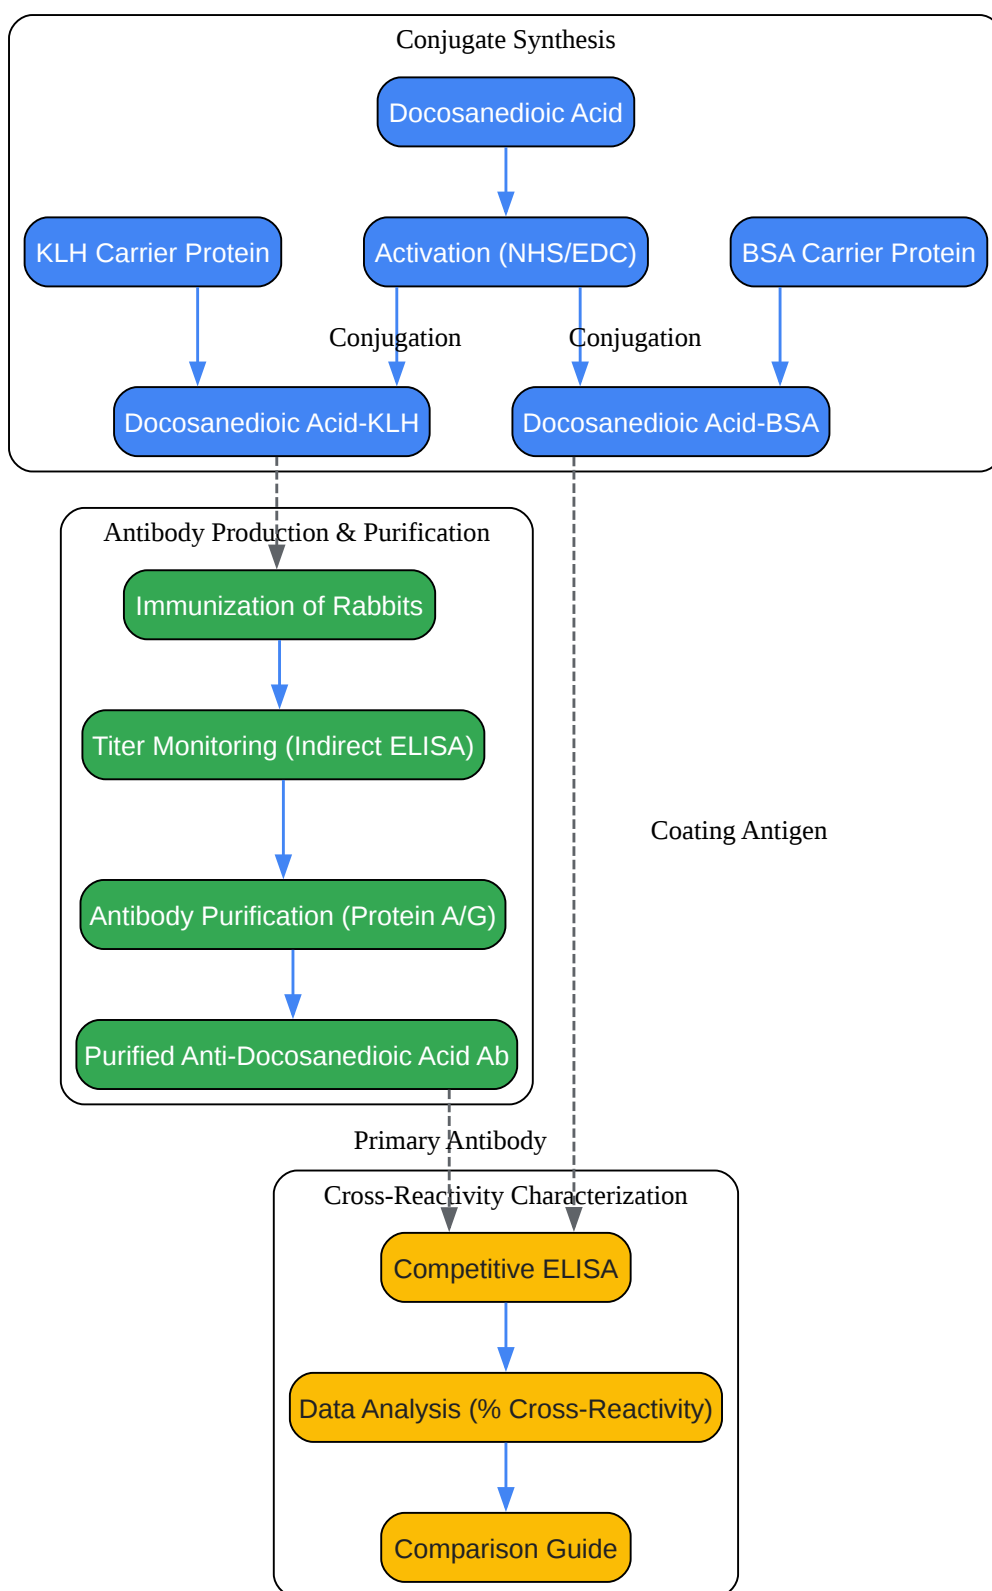 Conjugate Synthesis
Docosanedioic Acid
KLH Carrier Protein
Activation (NHS/EDC)
BSA Carrier Protein
Conjugation
Conjugation
Docosanedioic Acid-KLH
Docosanedioic Acid-BSA
Antibody Production & Purification
Immunization of Rabbits
Titer Monitoring (Indirect ELISA)
Coating Antigen
Antibody Purification (Protein A/G)
Purified Anti-Docosanedioic Acid Ab
Primary Antibody
Cross-Reactivity Characterization
Competitive ELISA
Data Analysis (% Cross-Reactivity)
Comparison Guide